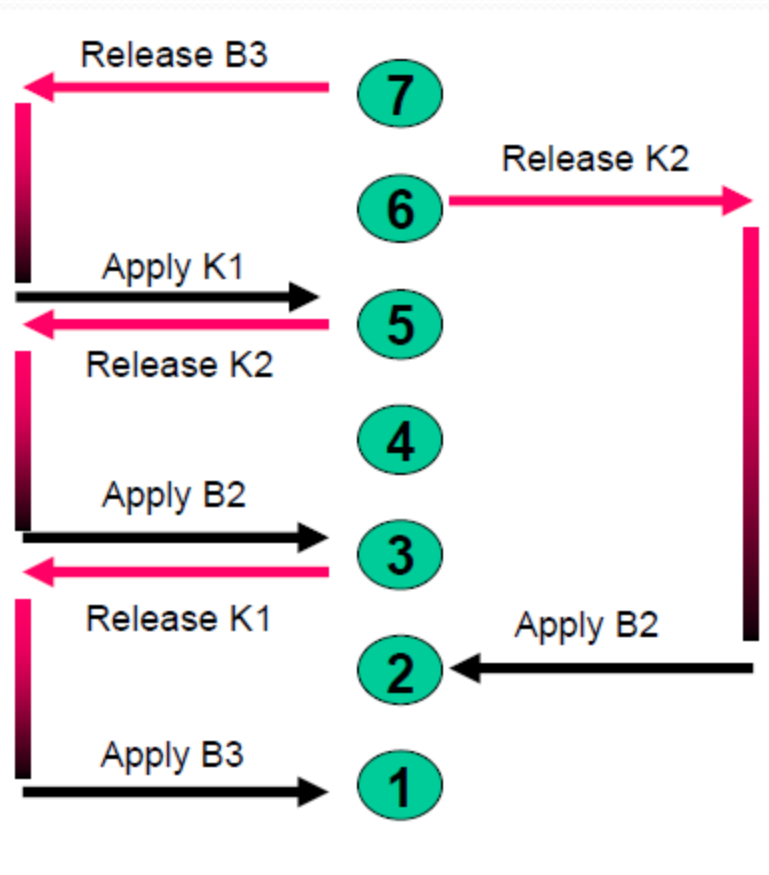 Release B3
7
Release K2
6
Apply K1
5
Release K2
4
Apply B2
3
Release K1
Apply B2
2
Apply B3
1